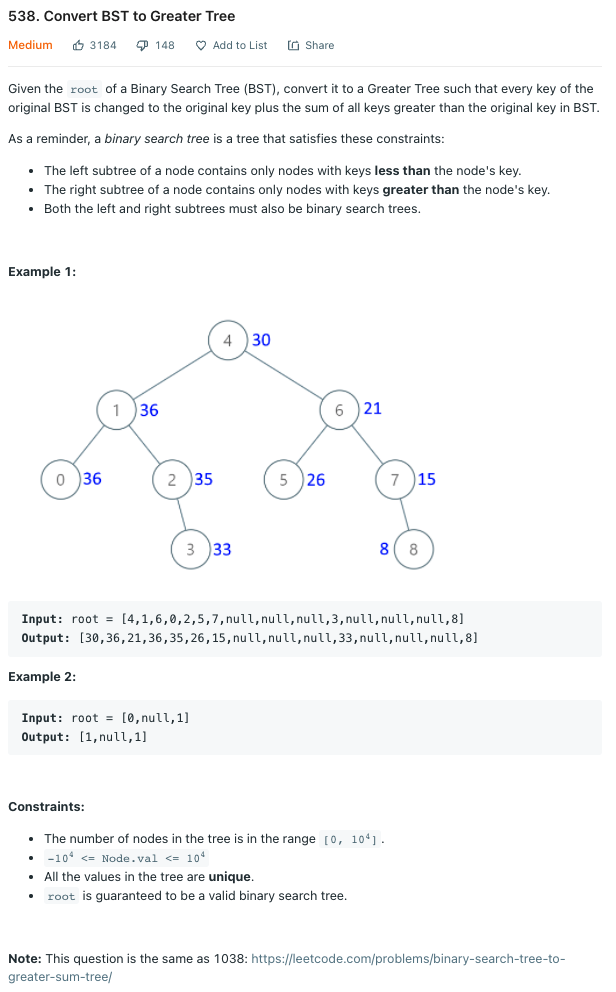 538. Convert BST to Greater Tree
Medium 3184 148 Add to List Share
Given the root of a Binary Search Tree (BST), convert it to a Greater Tree such that every key of the
original BST is changed to the original key plus the sum of all keys greater than the original key in BST.
As a reminder, a binary search tree is a tree that satisfies these constraints:
• The left subtree of a node contains only nodes with keys less than the node's key.
• The right subtree of a node contains only nodes with keys greater than the node's key.
• Both the left and right subtrees must also be binary search trees.
Example 1:
4 30
1 36 6 21
0 36 2 35 5 26 7 15
3 33 8 8
Input: root = [4,1,6,0,2,5,7,null,null,null,3,null,null,null,8]
Output: [30,36,21,36,35,26,15,null,null,null,33,null,null,null,8]
Example 2:
Input: root = [0,null,1]
Output: [1,null,1]
Constraints:
• The number of nodes in the tree is in the range [0, 10⁴].
• -10⁴ <= Node.val <= 10⁴
• All the values in the tree are unique.
• root is guaranteed to be a valid binary search tree.
Note: This question is the same as 1038: https://leetcode.com/problems/binary-search-tree-to-
greater-sum-tree/